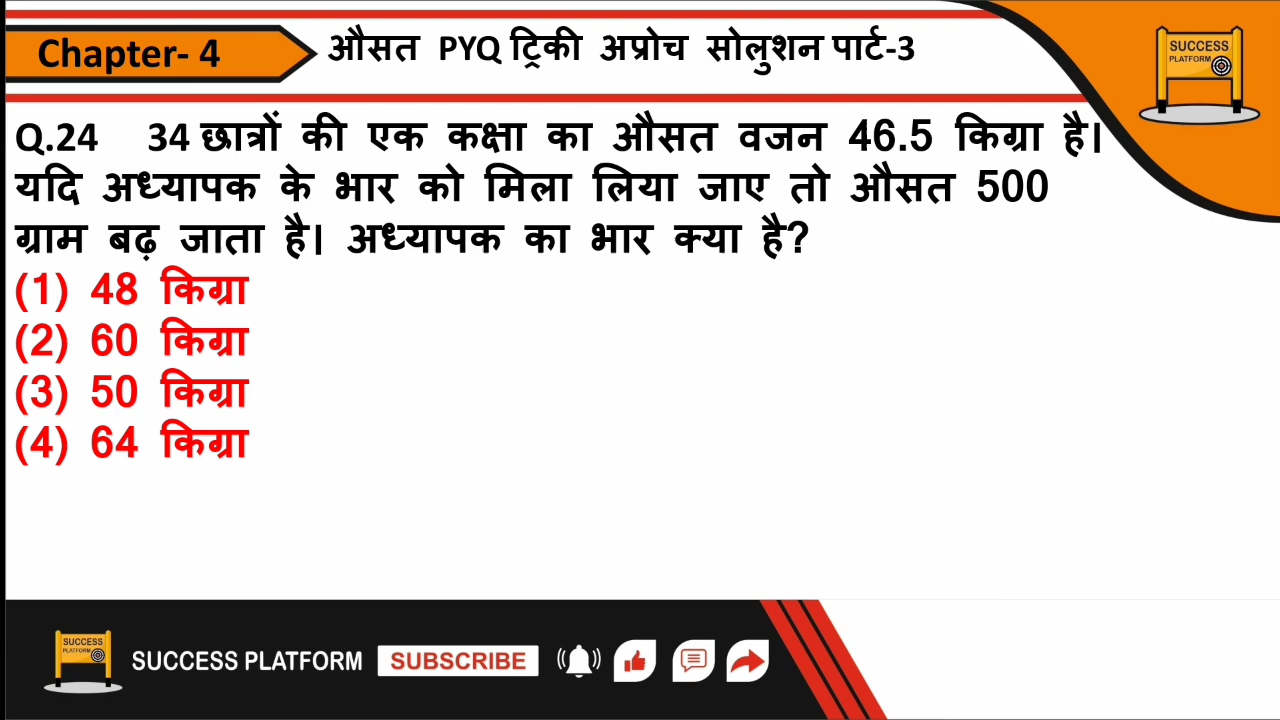 Chapter- 4
औसत PYQ ट्रिकी अप्रोच सोलुशन पार्ट-3
SUCCESS
PLATFORM
Q.24 34 छात्रों की एक कक्षा का औसत वजन 46.5 किग्रा है।
यदि अध्यापक के भार को मिला लिया जाए तो औसत 500
ग्राम बढ़ जाता है। अध्यापक का भार क्या है?
(1) 48 किग्रा
(2) 60 किग्रा
(3) 50 किग्रा
(4) 64 किग्रा
SUCCESS
PLATFORM
SUCCESS PLATFORM
SUBSCRIBE